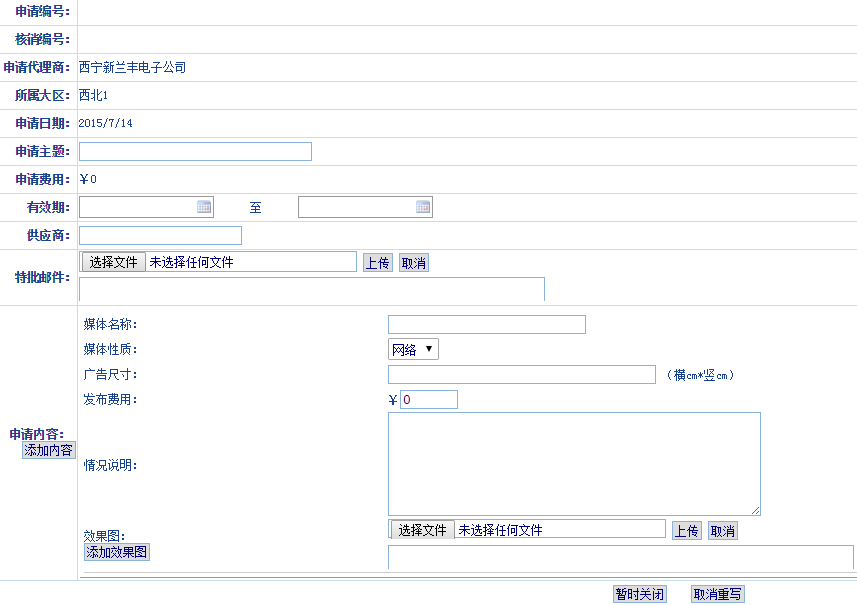 申请编号：
核销编号：
申请代理商： 西宁新兰丰电子公司
所属大区： 西北1
申请日期： 2015/7/14
申请主题：
申请费用： ￥0
有效期： 至
供应商：
特批邮件： 选择文件 未选择任何文件 上传 取消
媒体名称：
媒体性质： 网络
广告尺寸： （横cm*竖cm）
发布费用： ￥ 0
申请内容：
添加内容
情况说明：
效果图： 选择文件 未选择任何文件 上传 取消
添加效果图
暂时关闭 取消重写